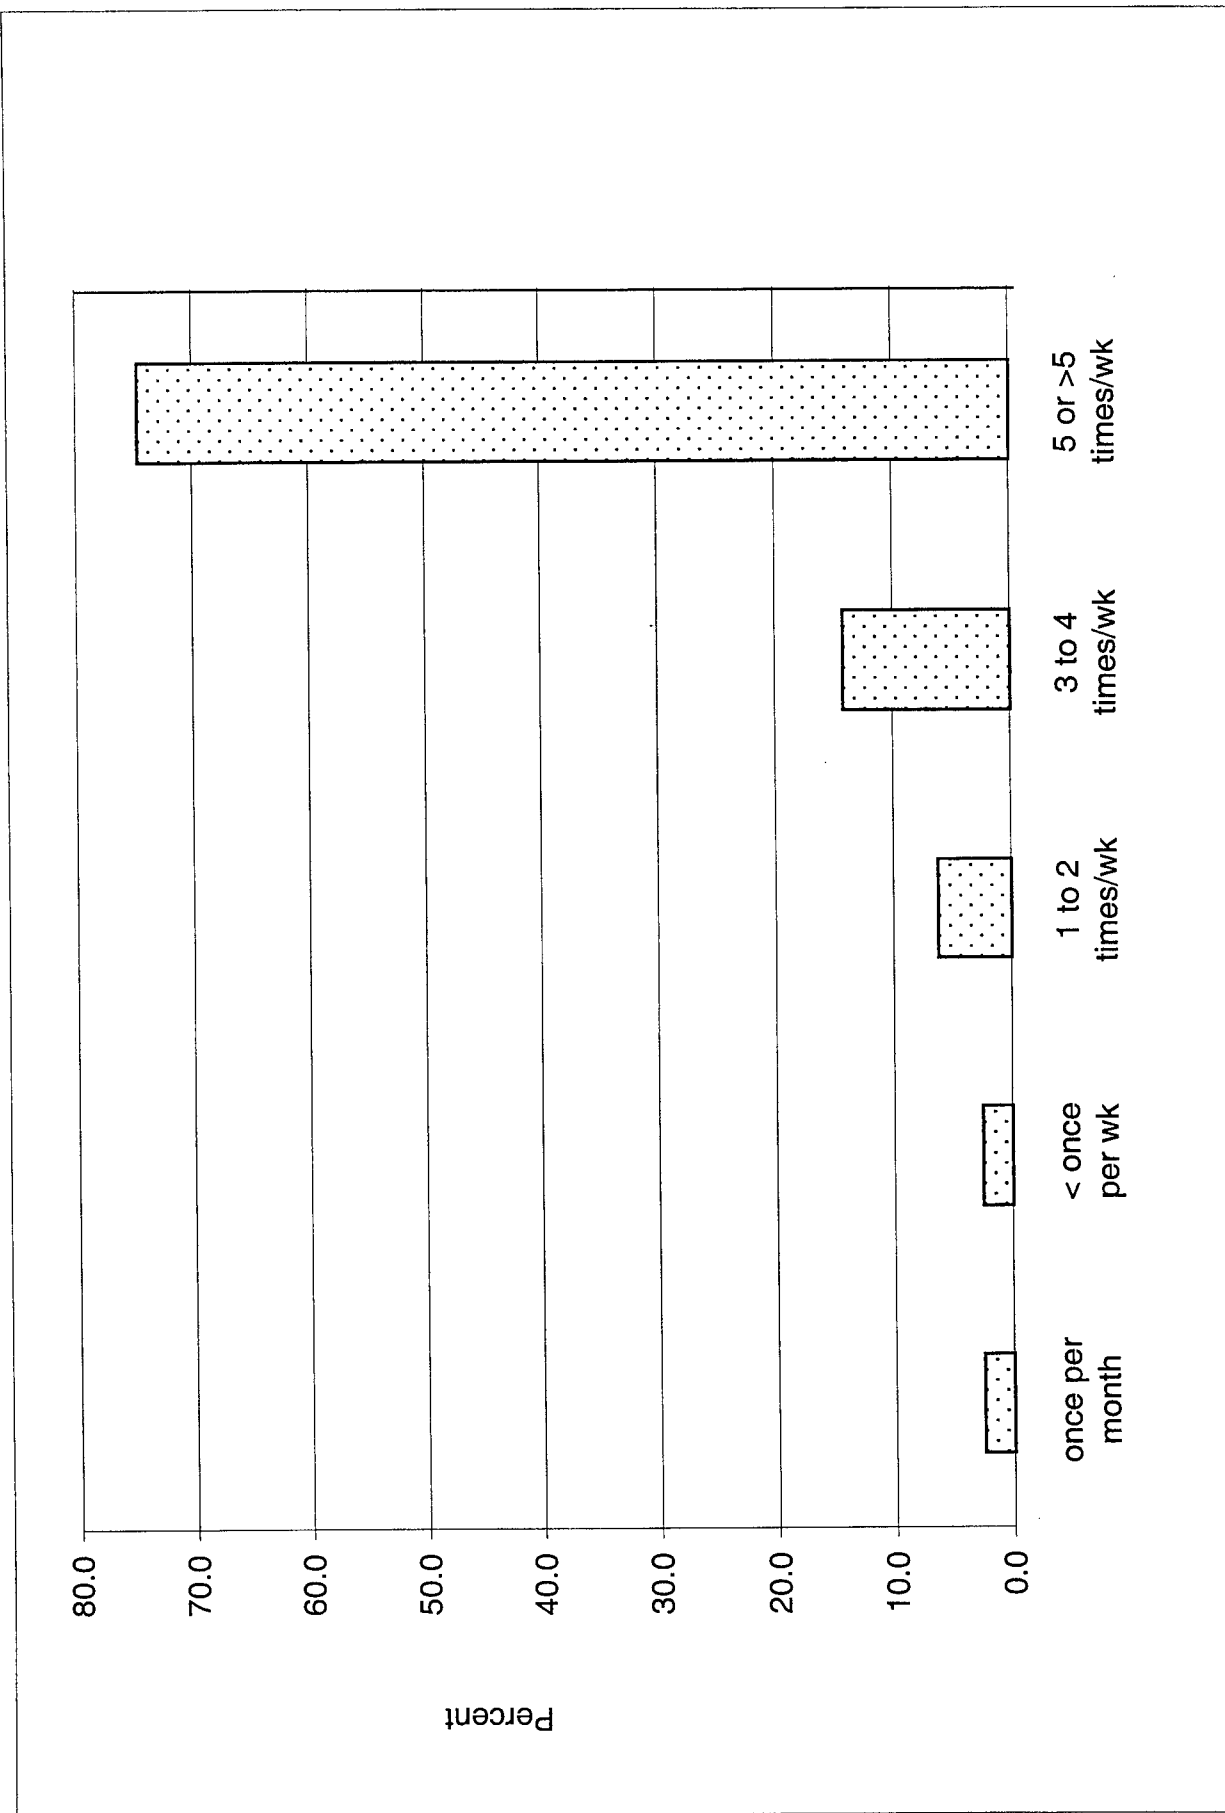 Percent
80.0
70.0
60.0
50.0
40.0
30.0
20.0
10.0
0.0
once per
month
< once
per wk
1 to 2
times/wk
3 to 4
times/wk
5 or >5
times/wk